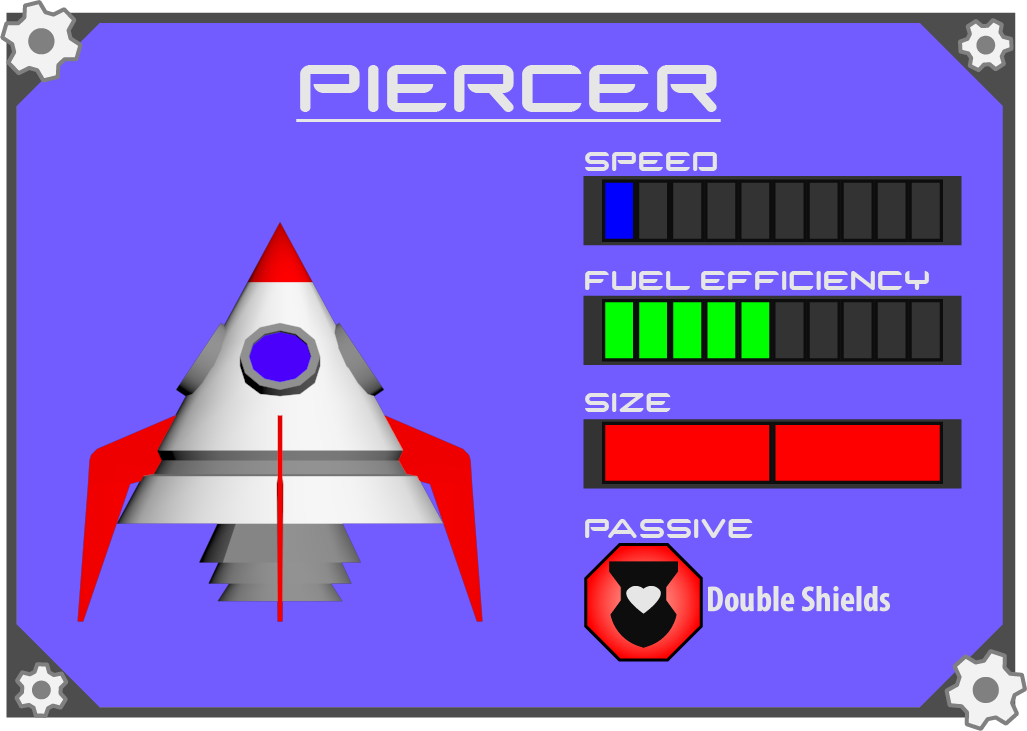 PIERCER
SPEED
FUEL EFFICIENCY
SIZE
PASSIVE
Double Shields